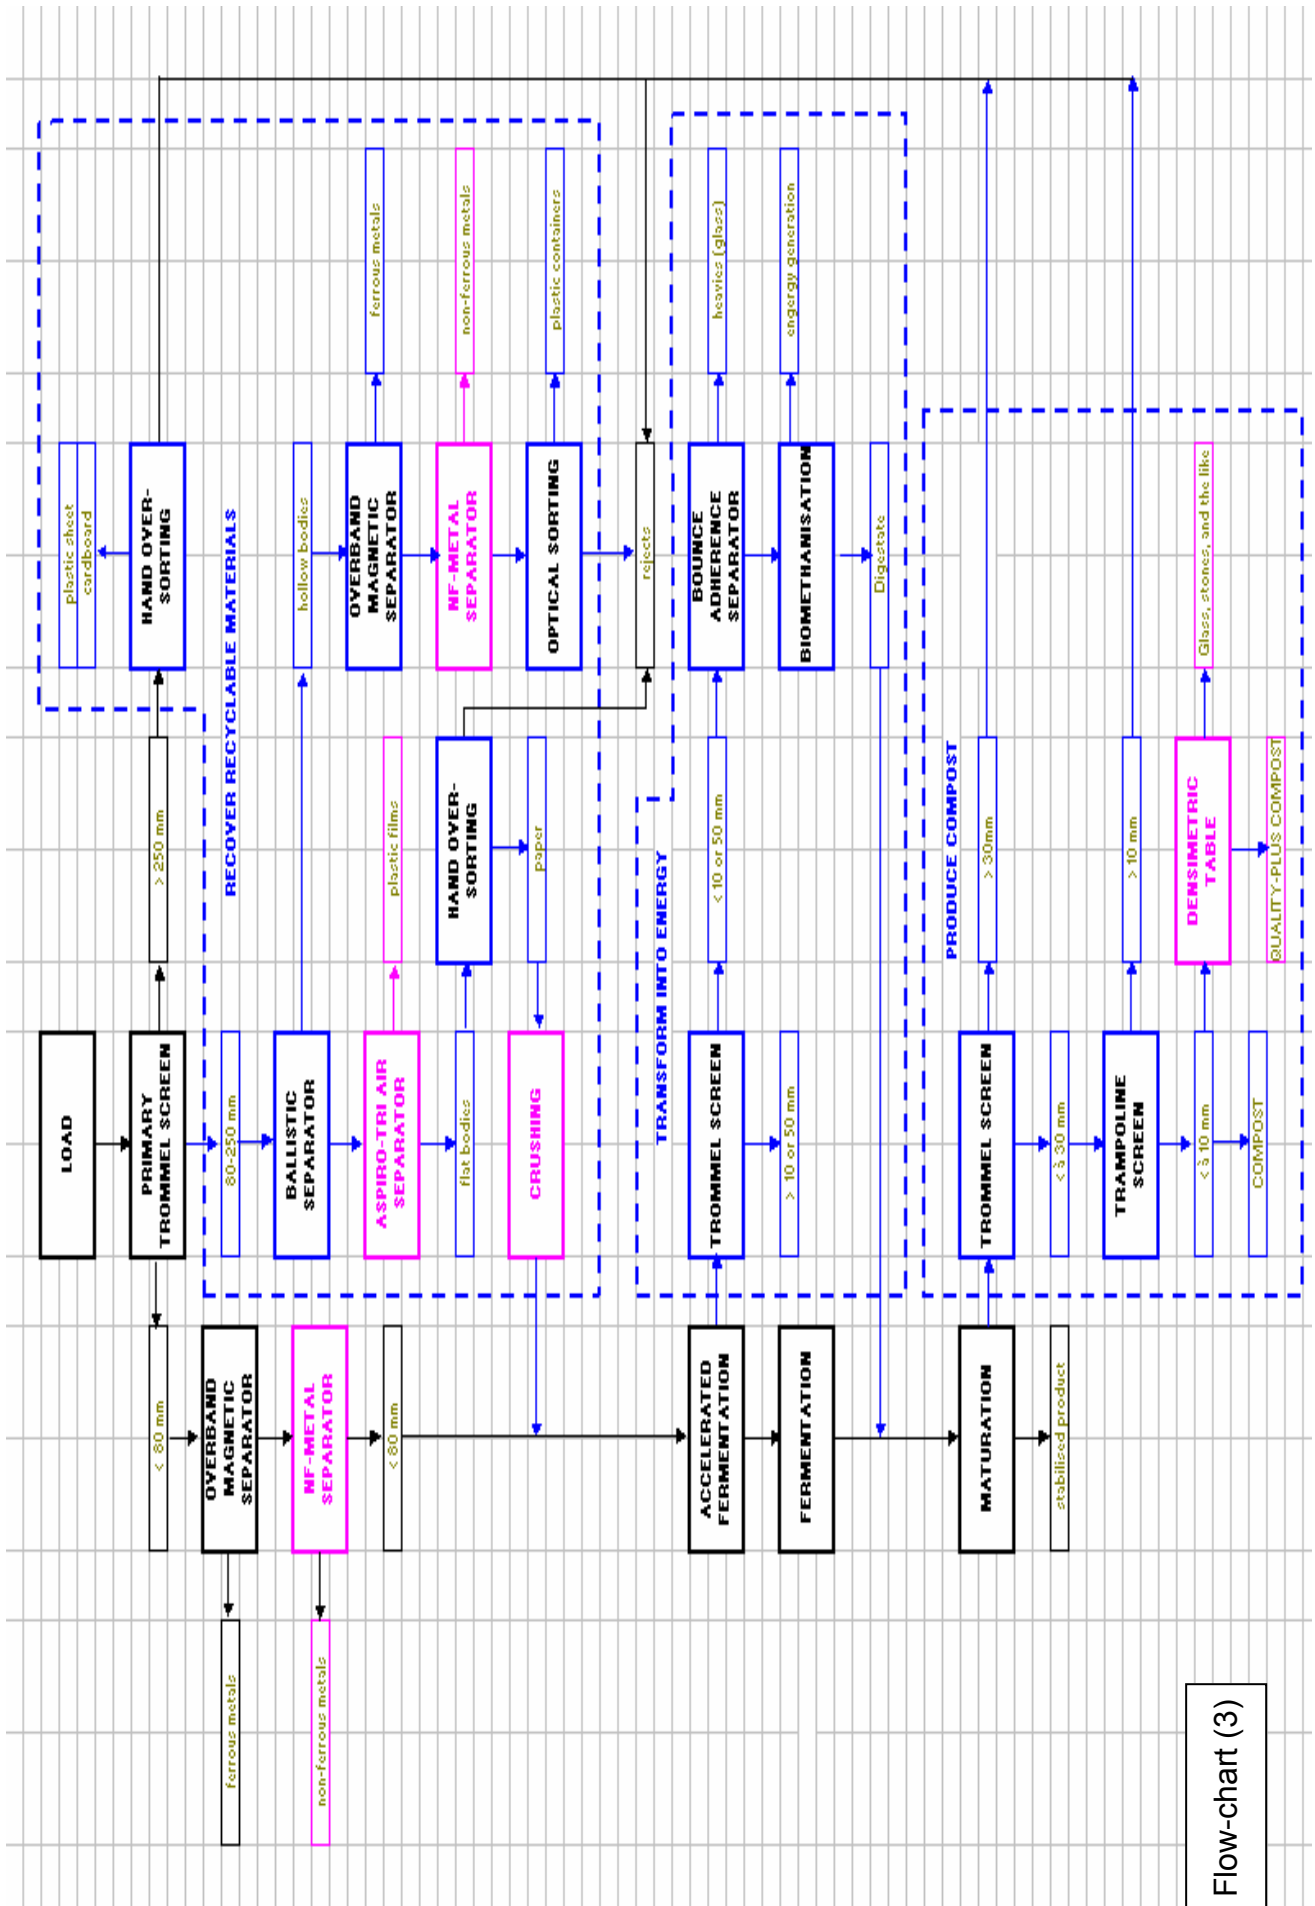 LOAD
PRIMARY
TROMMEL SCREEN
< 80 mm
> 250 mm
HAND OVER-
SORTING
plastic sheet
cardboard
80-250 mm
RECOVER RECYCLABLE MATERIALS
OVERBAND
MAGNETIC
SEPARATOR
ferrous metals
BALLISTIC
SEPARATOR
hollow bodies
NF-METAL
SEPARATOR
non-ferrous metals
ASPIRO-TRI AIR
SEPARATOR
plastic films
OVERBAND
MAGNETIC
SEPARATOR
ferrous metals
< 80 mm
flat bodies
HAND OVER-
SORTING
NF-METAL
SEPARATOR
non-ferrous metals
CRUSHING
paper
OPTICAL SORTING
plastic containers
rejects
TRANSFORM INTO ENERGY
ACCELERATED
FERMENTATION
TROMMEL SCREEN
< 10 or 50 mm
BOUNCE
ADHERENCE
SEPARATOR
heavies (glass)
FERMENTATION
> 10 or 50 mm
BIOMETHANISATION
engergy generation
Digestate
PRODUCE COMPOST
MATURATION
TROMMEL SCREEN
> 30mm
stabilised product
< à 30 mm
TRAMPOLINE
SCREEN
> 10 mm
< à 10 mm
DENSIMETRIC
TABLE
Glass, stones, and the like
COMPOST
QUALITY-PLUS COMPOST
Flow-chart (3)